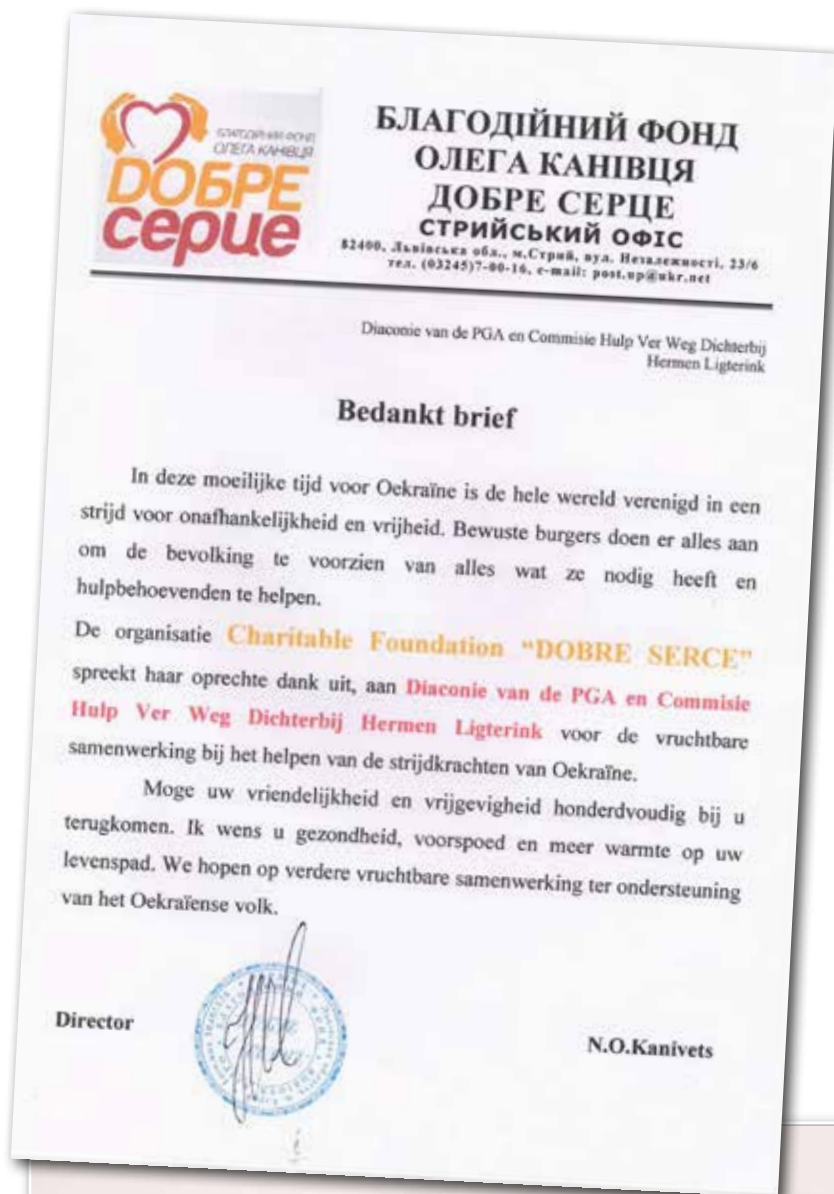 БЛАГОДІЙНИЙ ФОНД
ОЛЕГА КАНІВЦЯ
ДОБРЕ
серце
БЛАГОДІЙНИЙ ФОНД
ОЛЕГА КАНІВЦЯ
ДОБРЕ СЕРЦЕ
СТРИЙСЬКИЙ ОФІС
82400, Львівська обл., м.Стрий, вул. Незалежності, 23/6
тел. (03245)7-00-16, e-mail: post.up@ukr.net
Diaconie van de PGA en Commisie Hulp Ver Weg Dichterbij
Hermen Ligterink
Bedankt brief
In deze moeilijke tijd voor Oekraïne is de hele wereld verenigd in een
strijd voor onafhankelijkheid en vrijheid. Bewuste burgers doen er alles aan
om de bevolking te voorzien van alles wat ze nodig heeft en
hulpbehoevenden te helpen.
De organisatie Charitable Foundation “DOBRE SERCE”
spreekt haar oprechte dank uit, aan Diaconie van de PGA en Commisie
Hulp Ver Weg Dichterbij Hermen Ligterink voor de vruchtbare
samenwerking bij het helpen van de strijdkrachten van Oekraïne.
Moge uw vriendelijkheid en vrijgevigheid honderdvoudig bij u
terugkomen. Ik wens u gezondheid, voorspoed en meer warmte op uw
levenspad. We hopen op verdere vruchtbare samenwerking ter ondersteuning
van het Oekraïense volk.
Director
N.O.Kanivets